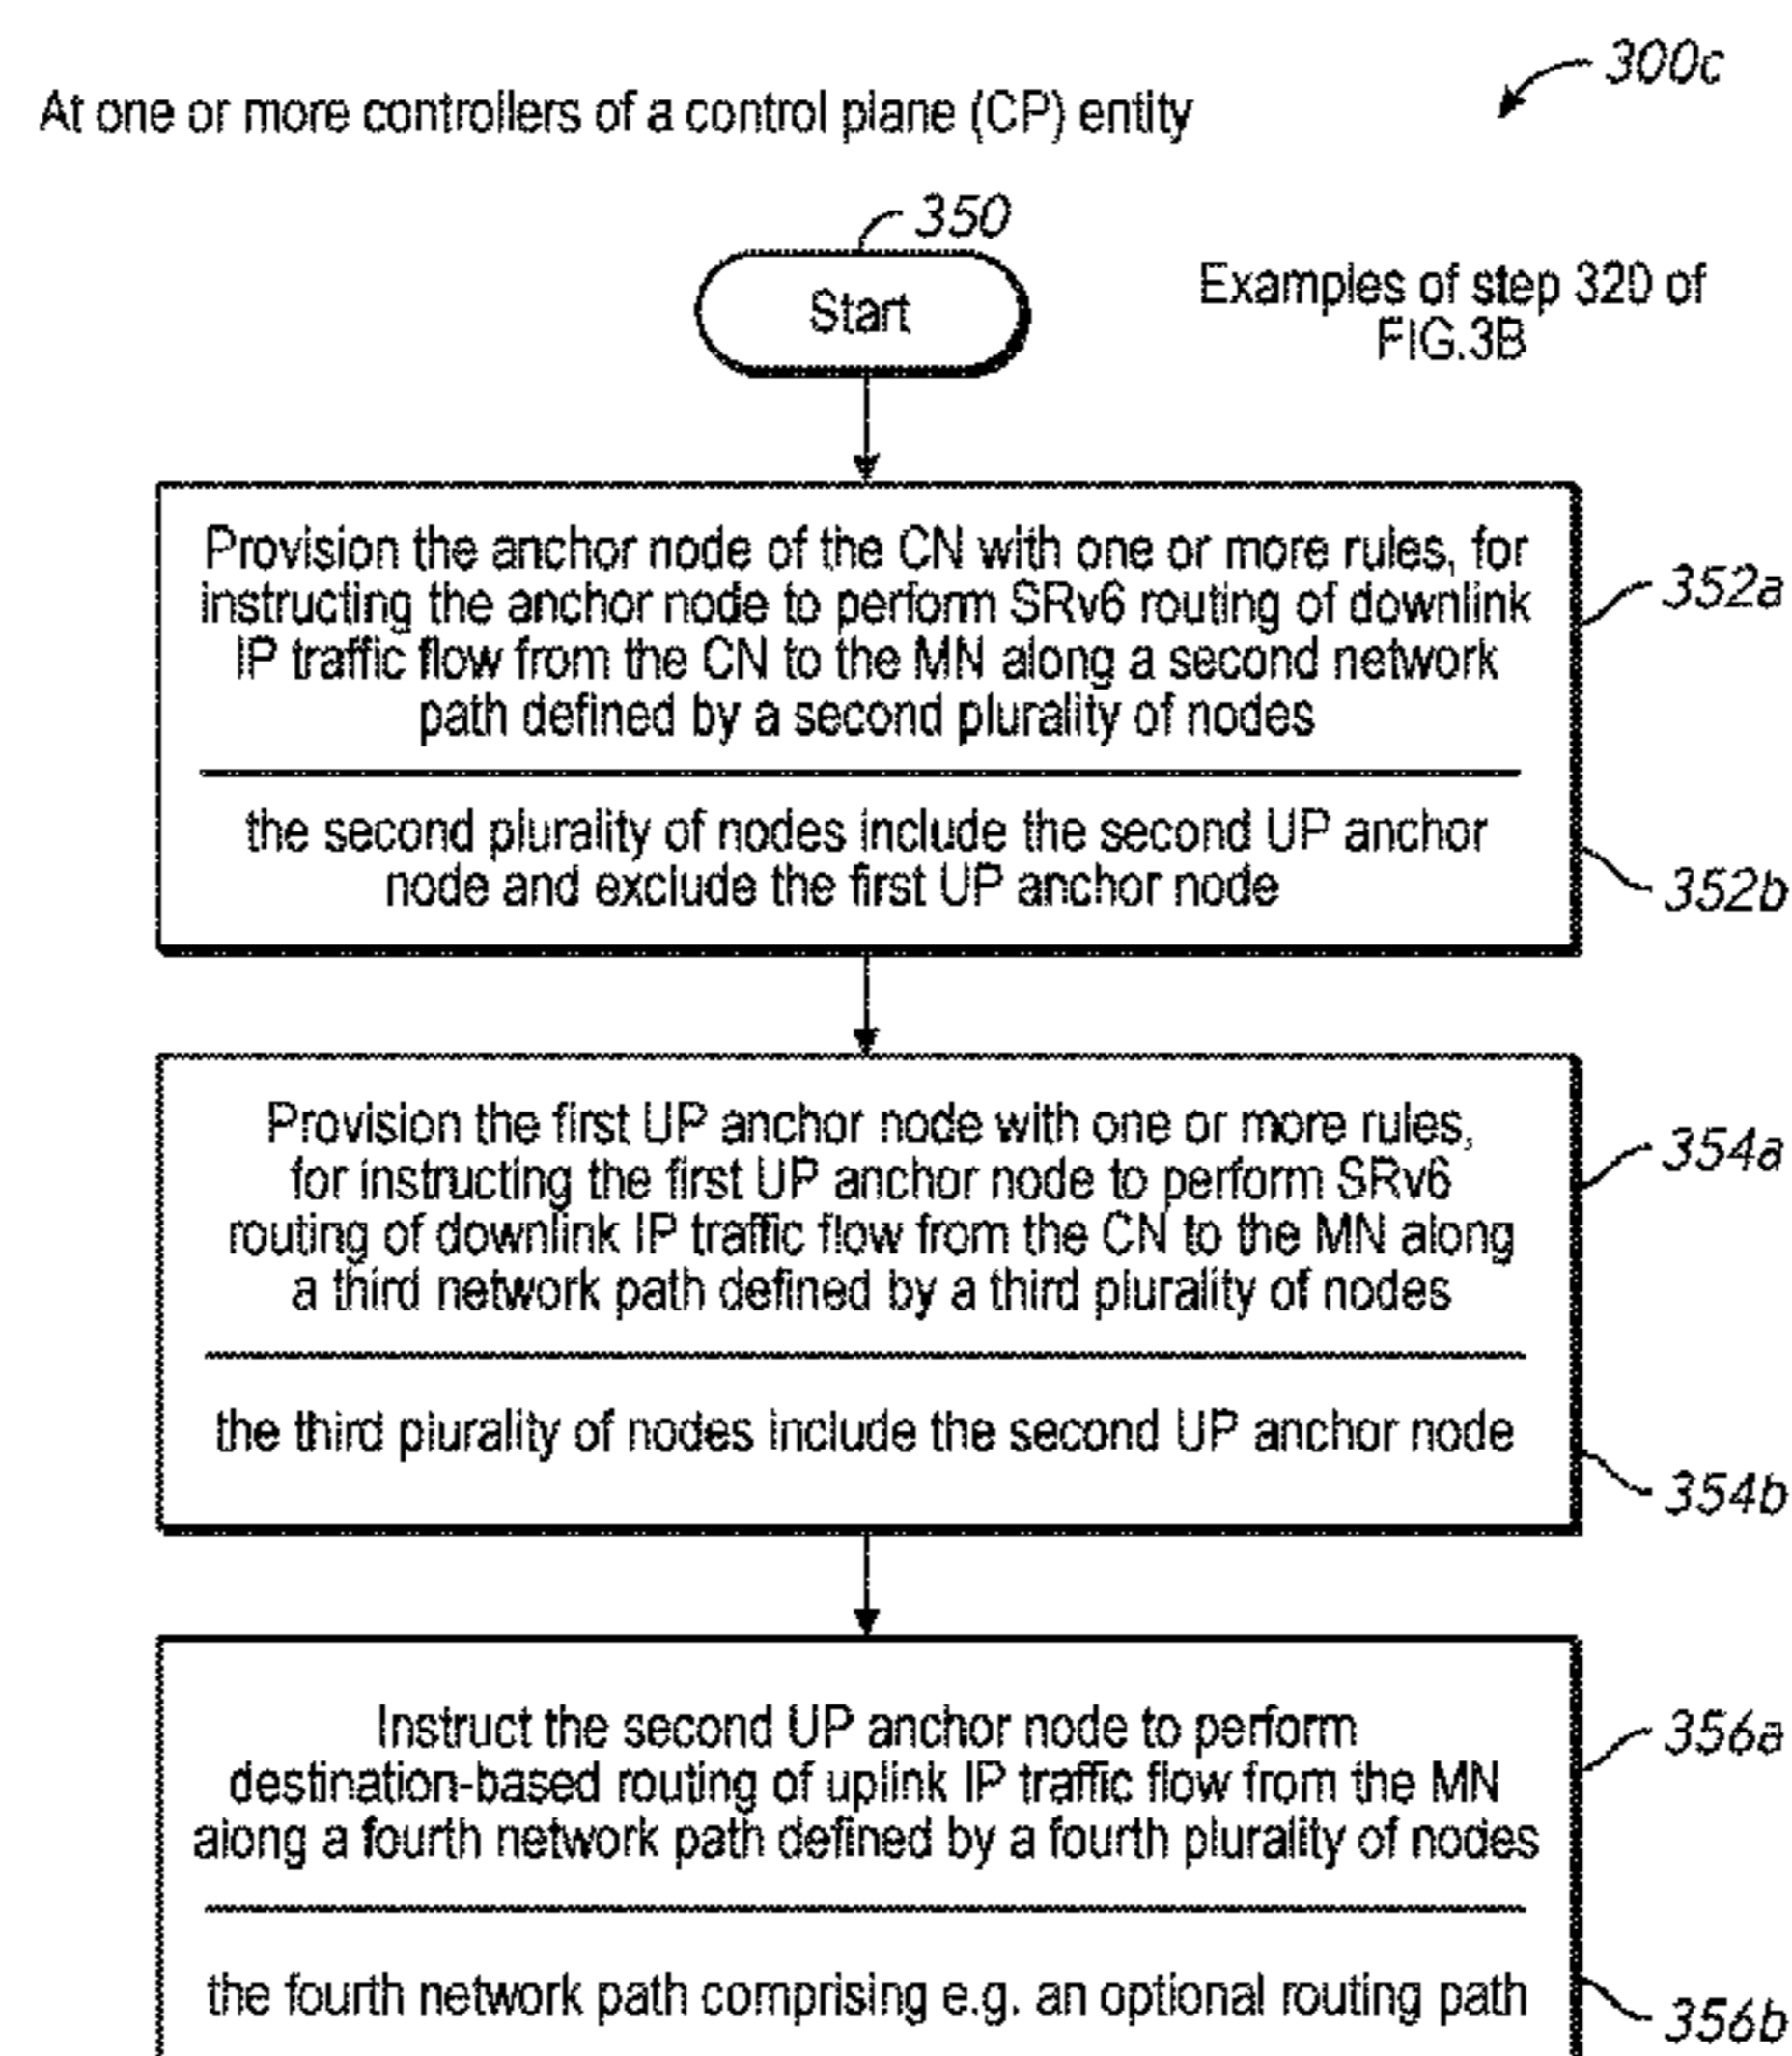 300c
At one or more controllers of a control plane (CP) entity
350
Start
Examples of step 320 of
FIG.3B
Provision the anchor node of the CN with one or more rules, for
instructing the anchor node to perform SRv6 routing of downlink
IP traffic flow from the CN to the MN along a second network
path defined by a second plurality of nodes
352a
the second plurality of nodes include the second UP anchor
node and exclude the first UP anchor node
352b
Provision the first UP anchor node with one or more rules,
for instructing the first UP anchor node to perform SRv6
routing of downlink IP traffic flow from the CN to the MN along
a third network path defined by a third plurality of nodes
354a
the third plurality of nodes include the second UP anchor node
354b
Instruct the second UP anchor node to perform
destination-based routing of uplink IP traffic flow from the MN
along a fourth network path defined by a fourth plurality of nodes
356a
the fourth network path comprising e.g. an optional routing path
356b